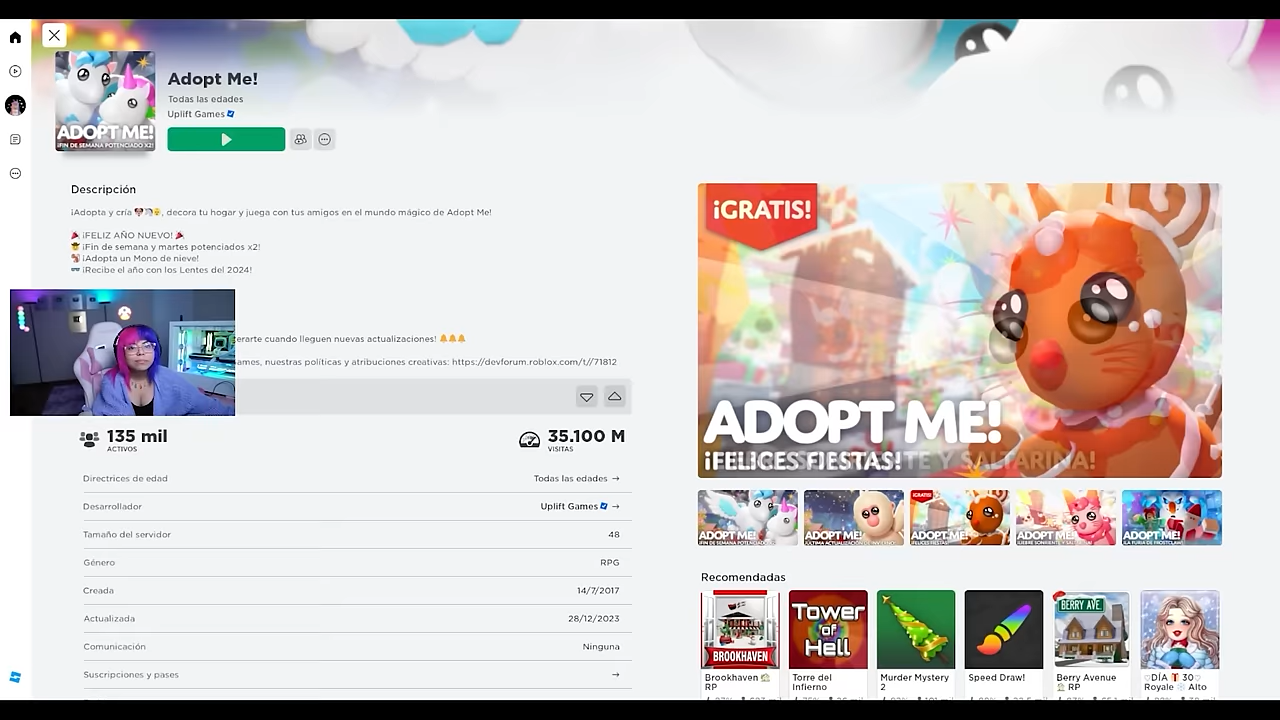 Adopt Me!
Todas las edades
Uplift Games
ADOPT ME!
¡FIN DE SEMANA POTENCIADO X2!
Descripción
¡Adopta y cría 🐶🦄👶, decora tu hogar y juega con tus amigos en el mundo mágico de Adopt Me!
🎉 ¡FELIZ AÑO NUEVO! 🎉
🤠 ¡Fin de semana y martes potenciados x2!
🐒 ¡Adopta un Mono de nieve!
👓 ¡Recibe el año con los Lentes del 2024!
erarte cuando lleguen nuevas actualizaciones! 🔔🔔🔔
ames, nuestras políticas y atribuciones creativas: https://devforum.roblox.com/t//71812
135 mil
ACTIVOS
35.100 M
VISITAS
Directrices de edad
Todas las edades →
Desarrollador
Uplift Games →
Tamaño del servidor
48
Género
RPG
Creada
14/7/2017
Actualizada
28/12/2023
Comunicación
Ninguna
Suscripciones y pases
→
¡GRATIS!
ADOPT ME!
¡FELICES FIESTAS!
Y SALTARINA!
ADOPT ME!
ADOPT ME!
¡GRATIS!
ADOPT ME!
ADOPT ME!
ADOPT ME!
Recomendadas
BROOKHAVEN
Brookhaven 🏡
RP
Tower
of
Hell
Torre del
Infierno
Murder Mystery
2
Speed Draw!
BERRY AVE.
Berry Avenue
🏠 RP
DÍA 🎁 30
Royale ❄️ Alto